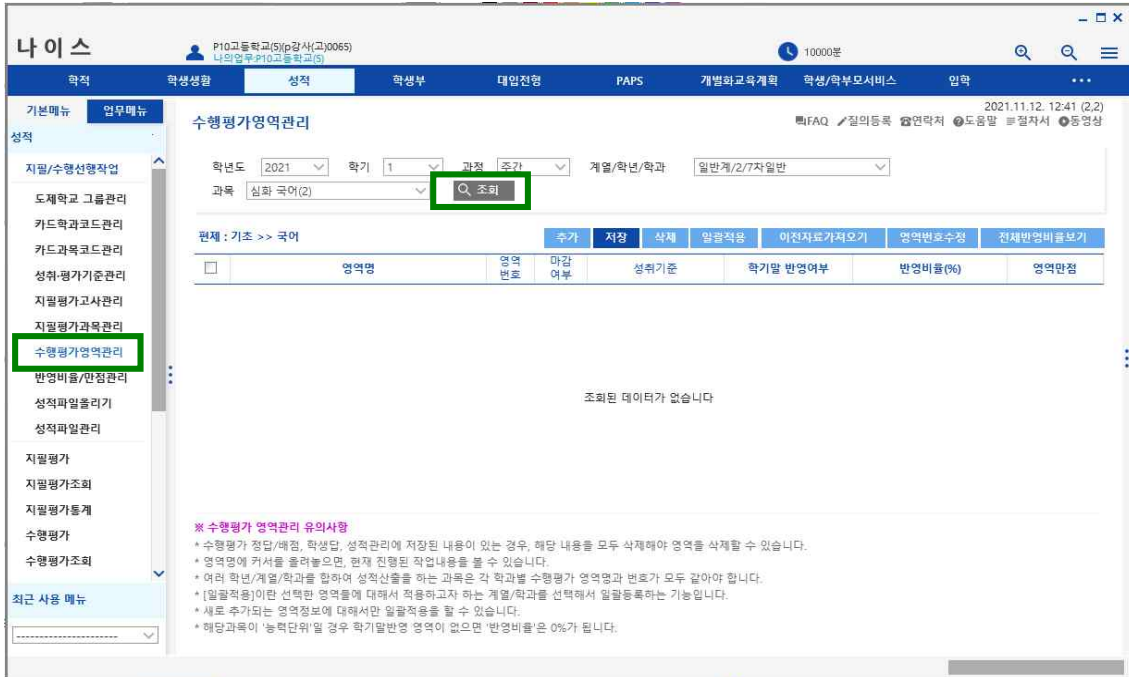 나이스
P10고등학교(5)(p강사(고)0065)
나의업무:P10고등학교(5)
10000분
학적 학생생활 성적 학생부 대입전형 PAPS 개별화교육계획 학생/학부모서비스 입학 •••
기본메뉴 업무메뉴
성적
지필/수행선행작업
도제학교 그룹관리
카드학과코드관리
카드과목코드관리
성취·평가기준관리
지필평가고사관리
지필평가과목관리
수행평가영역관리
반영비율/만점관리
성적파일올리기
성적파일관리
지필평가
지필평가조회
지필평가통계
수행평가
수행평가조회
최근 사용 메뉴
----------------------
2021.11.12. 12:41 (2,2)
수행평가영역관리
FAQ 질의등록 연락처 도움말 절차서 동영상
학년도 2021 학기 1 과정 주간 계열/학년/학과 일반계/2/7차일반
과목 심화 국어(2) 조회
편제 : 기초 >> 국어
추가 저장 삭제 일괄적용 이전자료가져오기 영역번호수정 전체반영비율보기
영역명 영역번호 마감여부 성취기준 학기말 반영여부 반영비율(%) 영역만점
조회된 데이터가 없습니다
※ 수행평가 영역관리 유의사항
* 수행평가 정답/배점, 학생답, 성적관리에 저장된 내용이 있는 경우, 해당 내용을 모두 삭제해야 영역을 삭제할 수 있습니다.
* 영역명에 커서를 올려놓으면, 현재 진행된 작업내용을 볼 수 있습니다.
* 여러 학년/계열/학과를 합하여 성적산출을 하는 과목은 각 학과별 수행평가 영역명과 번호가 모두 같아야 합니다.
* [일괄적용]이란 선택한 영역들에 대해서 적용하고자 하는 계열/학과를 선택해서 일괄등록하는 기능입니다.
* 새로 추가되는 영역정보에 대해서만 일괄적용을 할 수 있습니다.
* 해당과목이 '능력단위'일 경우 학기말반영 영역이 없으면 '반영비율'은 0%가 됩니다.